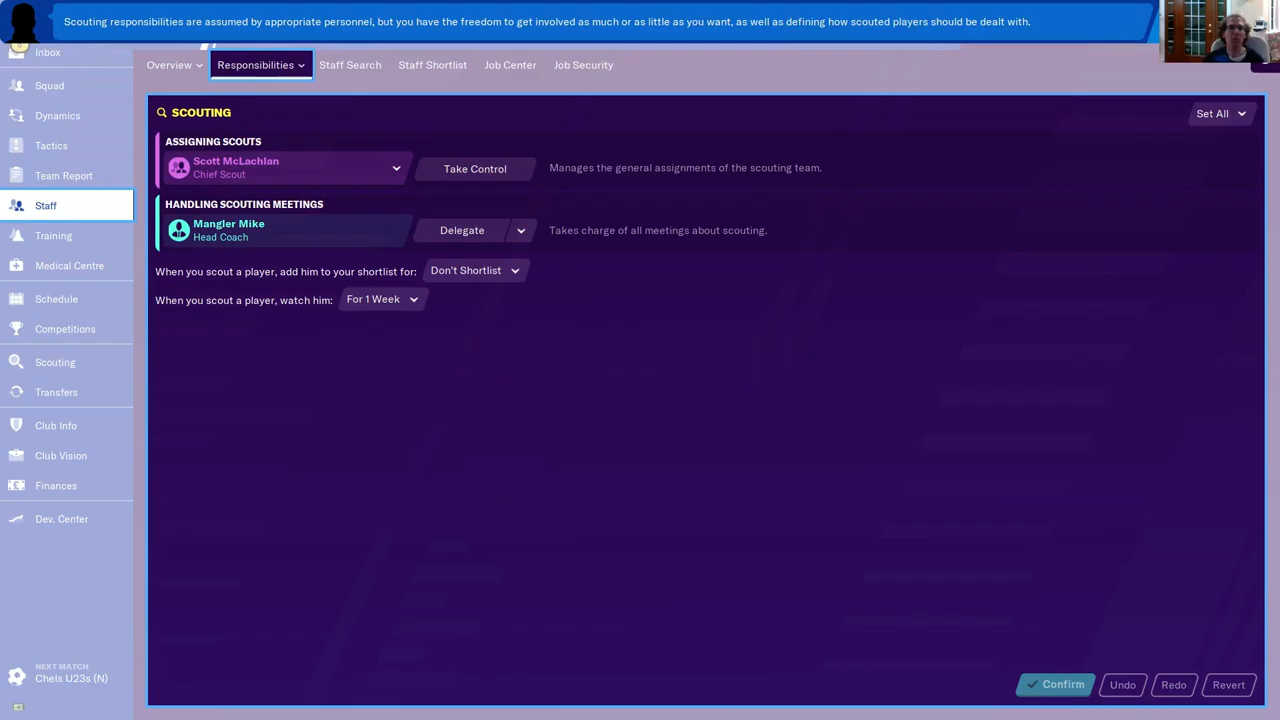 Scouting responsibilities are assumed by appropriate personnel, but you have the freedom to get involved as much or as little as you want, as well as defining how scouted players should be dealt with.
Inbox
Overview
Responsibilities
Staff Search
Staff Shortlist
Job Center
Job Security
Squad
Dynamics
Tactics
Team Report
Staff
Training
Medical Centre
Schedule
Competitions
Scouting
Transfers
Club Info
Club Vision
Finances
Dev. Center
NEXT MATCH
Chels U23s (N)
SCOUTING
Set All
ASSIGNING SCOUTS
Scott McLachlan
Chief Scout
Take Control
Manages the general assignments of the scouting team.
HANDLING SCOUTING MEETINGS
Mangler Mike
Head Coach
Delegate
Takes charge of all meetings about scouting.
When you scout a player, add him to your shortlist for: Don't Shortlist
When you scout a player, watch him: For 1 Week
Confirm
Undo
Redo
Revert